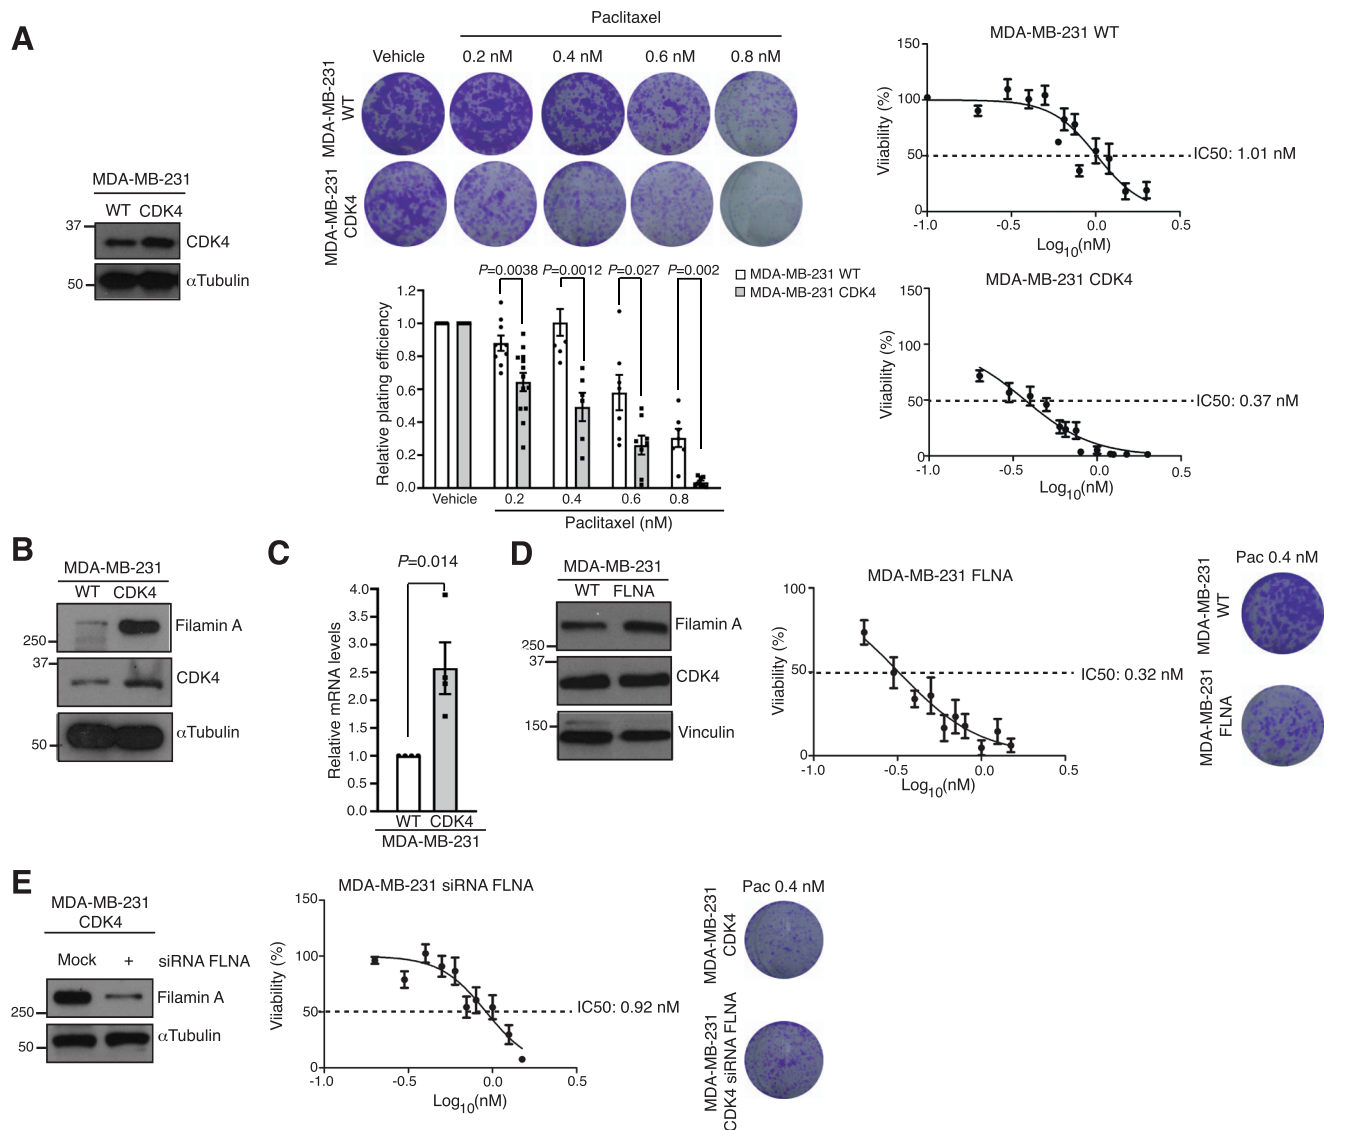 A
MDA-MB-231
WT CDK4
37
CDK4
50
αTubulin
Paclitaxel
Vehicle 0.2 nM 0.4 nM 0.6 nM 0.8 nM
MDA-MB-231
WT
MDA-MB-231
CDK4
P=0.0038 P=0.0012 P=0.027 P=0.002
MDA-MB-231 WT
MDA-MB-231 CDK4
Relative plating efficiency
1.2
1.0
0.8
0.6
0.4
0.2
0.0
Vehicle 0.2 0.4 0.6 0.8
Paclitaxel (nM)
MDA-MB-231 WT
Viiability (%)
150
100
50
0
IC50: 1.01 nM
-1.0 -0.5 0.0 0.5
Log10(nM)
MDA-MB-231 CDK4
Viiability (%)
150
100
50
0
IC50: 0.37 nM
-1.0 -0.5 0.0 0.5
Log10(nM)
B
MDA-MB-231
WT CDK4
Filamin A
250
37
CDK4
αTubulin
50
C
P=0.014
Relative mRNA levels
4.0
3.5
3.0
2.5
2.0
1.5
1.0
0.5
0.0
WT CDK4
MDA-MB-231
D
MDA-MB-231
WT FLNA
Filamin A
250
37
CDK4
150
Vinculin
MDA-MB-231 FLNA
Viiability (%)
100
50
0
IC50: 0.32 nM
-1.0 -0.5 0.0 0.5
Log10(nM)
Pac 0.4 nM
MDA-MB-231
WT
MDA-MB-231
FLNA
E
MDA-MB-231
CDK4
Mock + siRNA FLNA
Filamin A
250
αTubulin
50
MDA-MB-231 siRNA FLNA
Viiability (%)
150
100
50
0
IC50: 0.92 nM
-1.0 -0.5 0.0 0.5
Log10(nM)
Pac 0.4 nM
MDA-MB-231
CDK4
MDA-MB-231
CDK4 siRNA FLNA